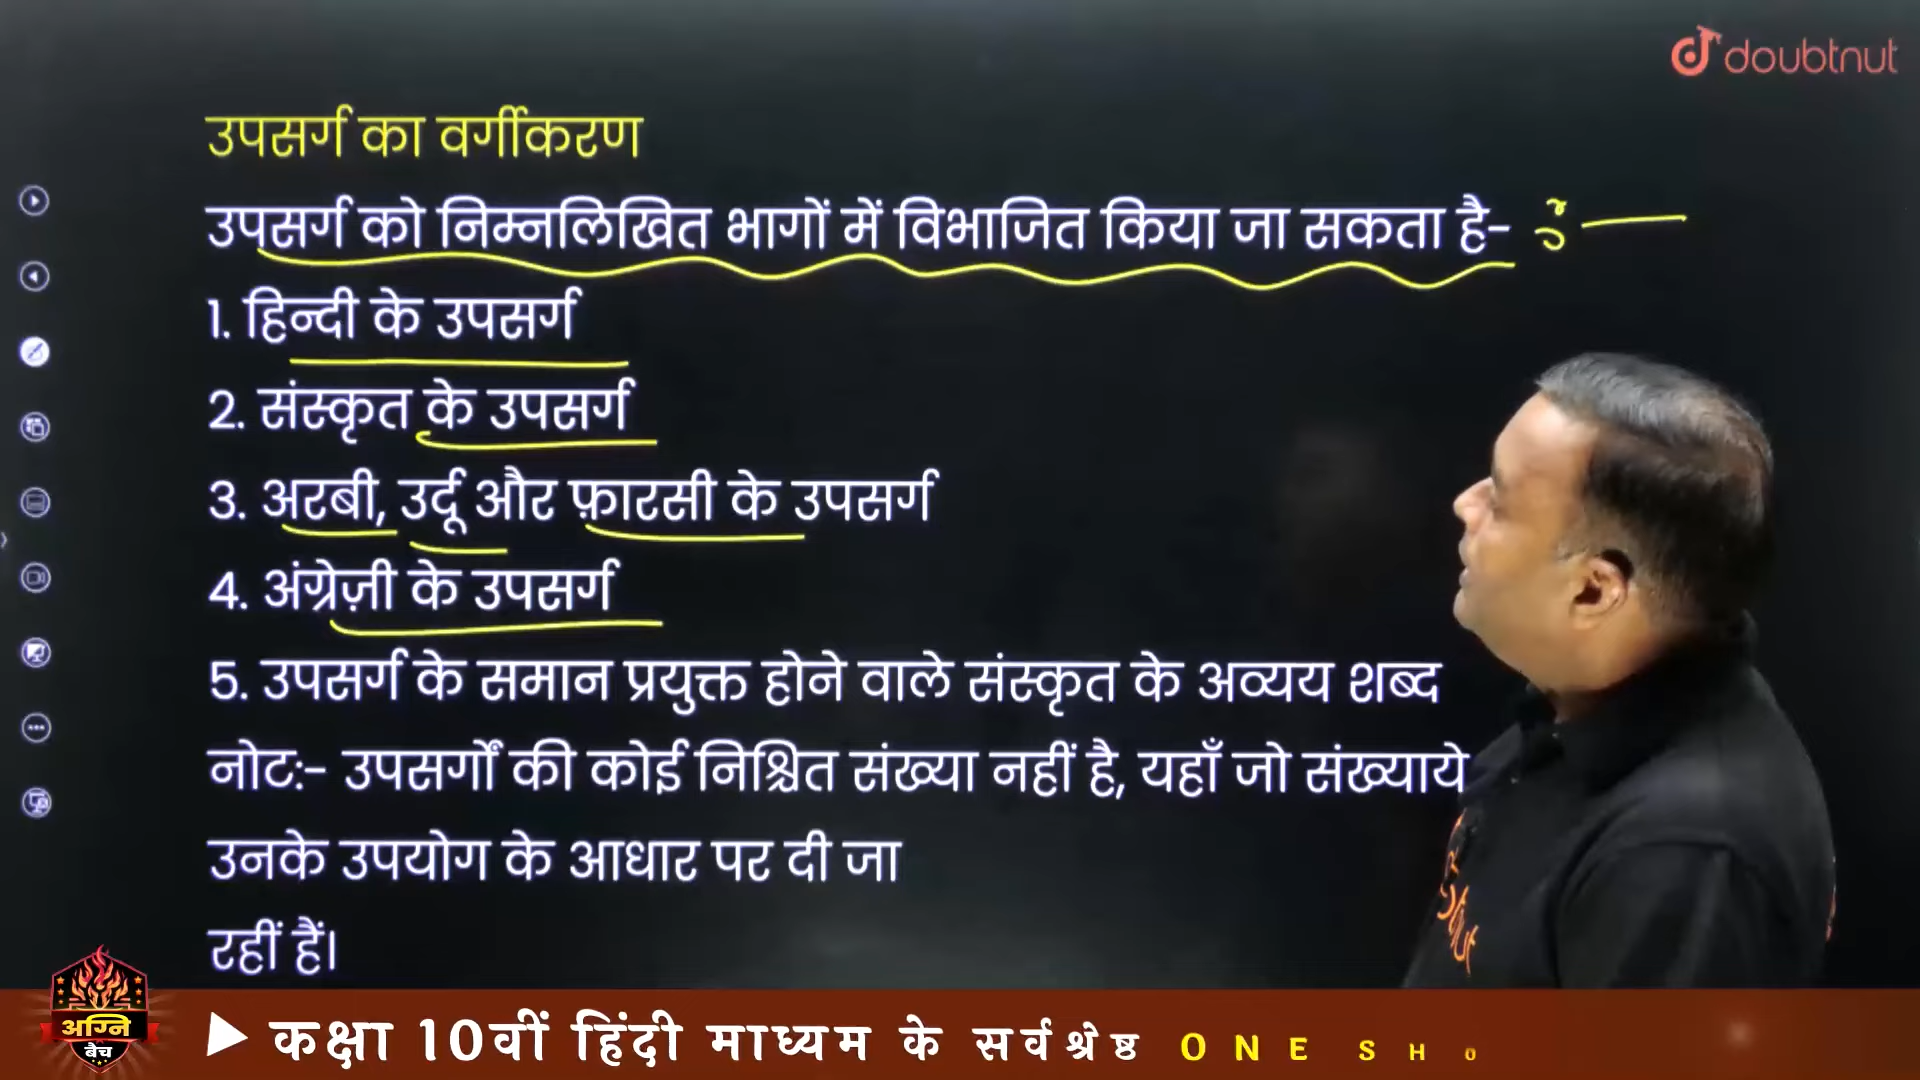 doubtnut
उपसर्ग का वर्गीकरण
उपसर्ग को निम्नलिखित भागों में विभाजित किया जा सकता है-
1. हिन्दी के उपसर्ग
2. संस्कृत के उपसर्ग
3. अरबी, उर्दू और फ़ारसी के उपसर्ग
4. अंग्रेज़ी के उपसर्ग
5. उपसर्ग के समान प्रयुक्त होने वाले संस्कृत के अव्यय शब्द
नोटः- उपसर्गों की कोई निश्चित संख्या नहीं है, यहाँ जो संख्याये
उनके उपयोग के आधार पर दी जा
रहीं हैं।
अग्नि
बैच
कक्षा 10वीं हिंदी माध्यम के सर्वश्रेष्ठ ONE SHO